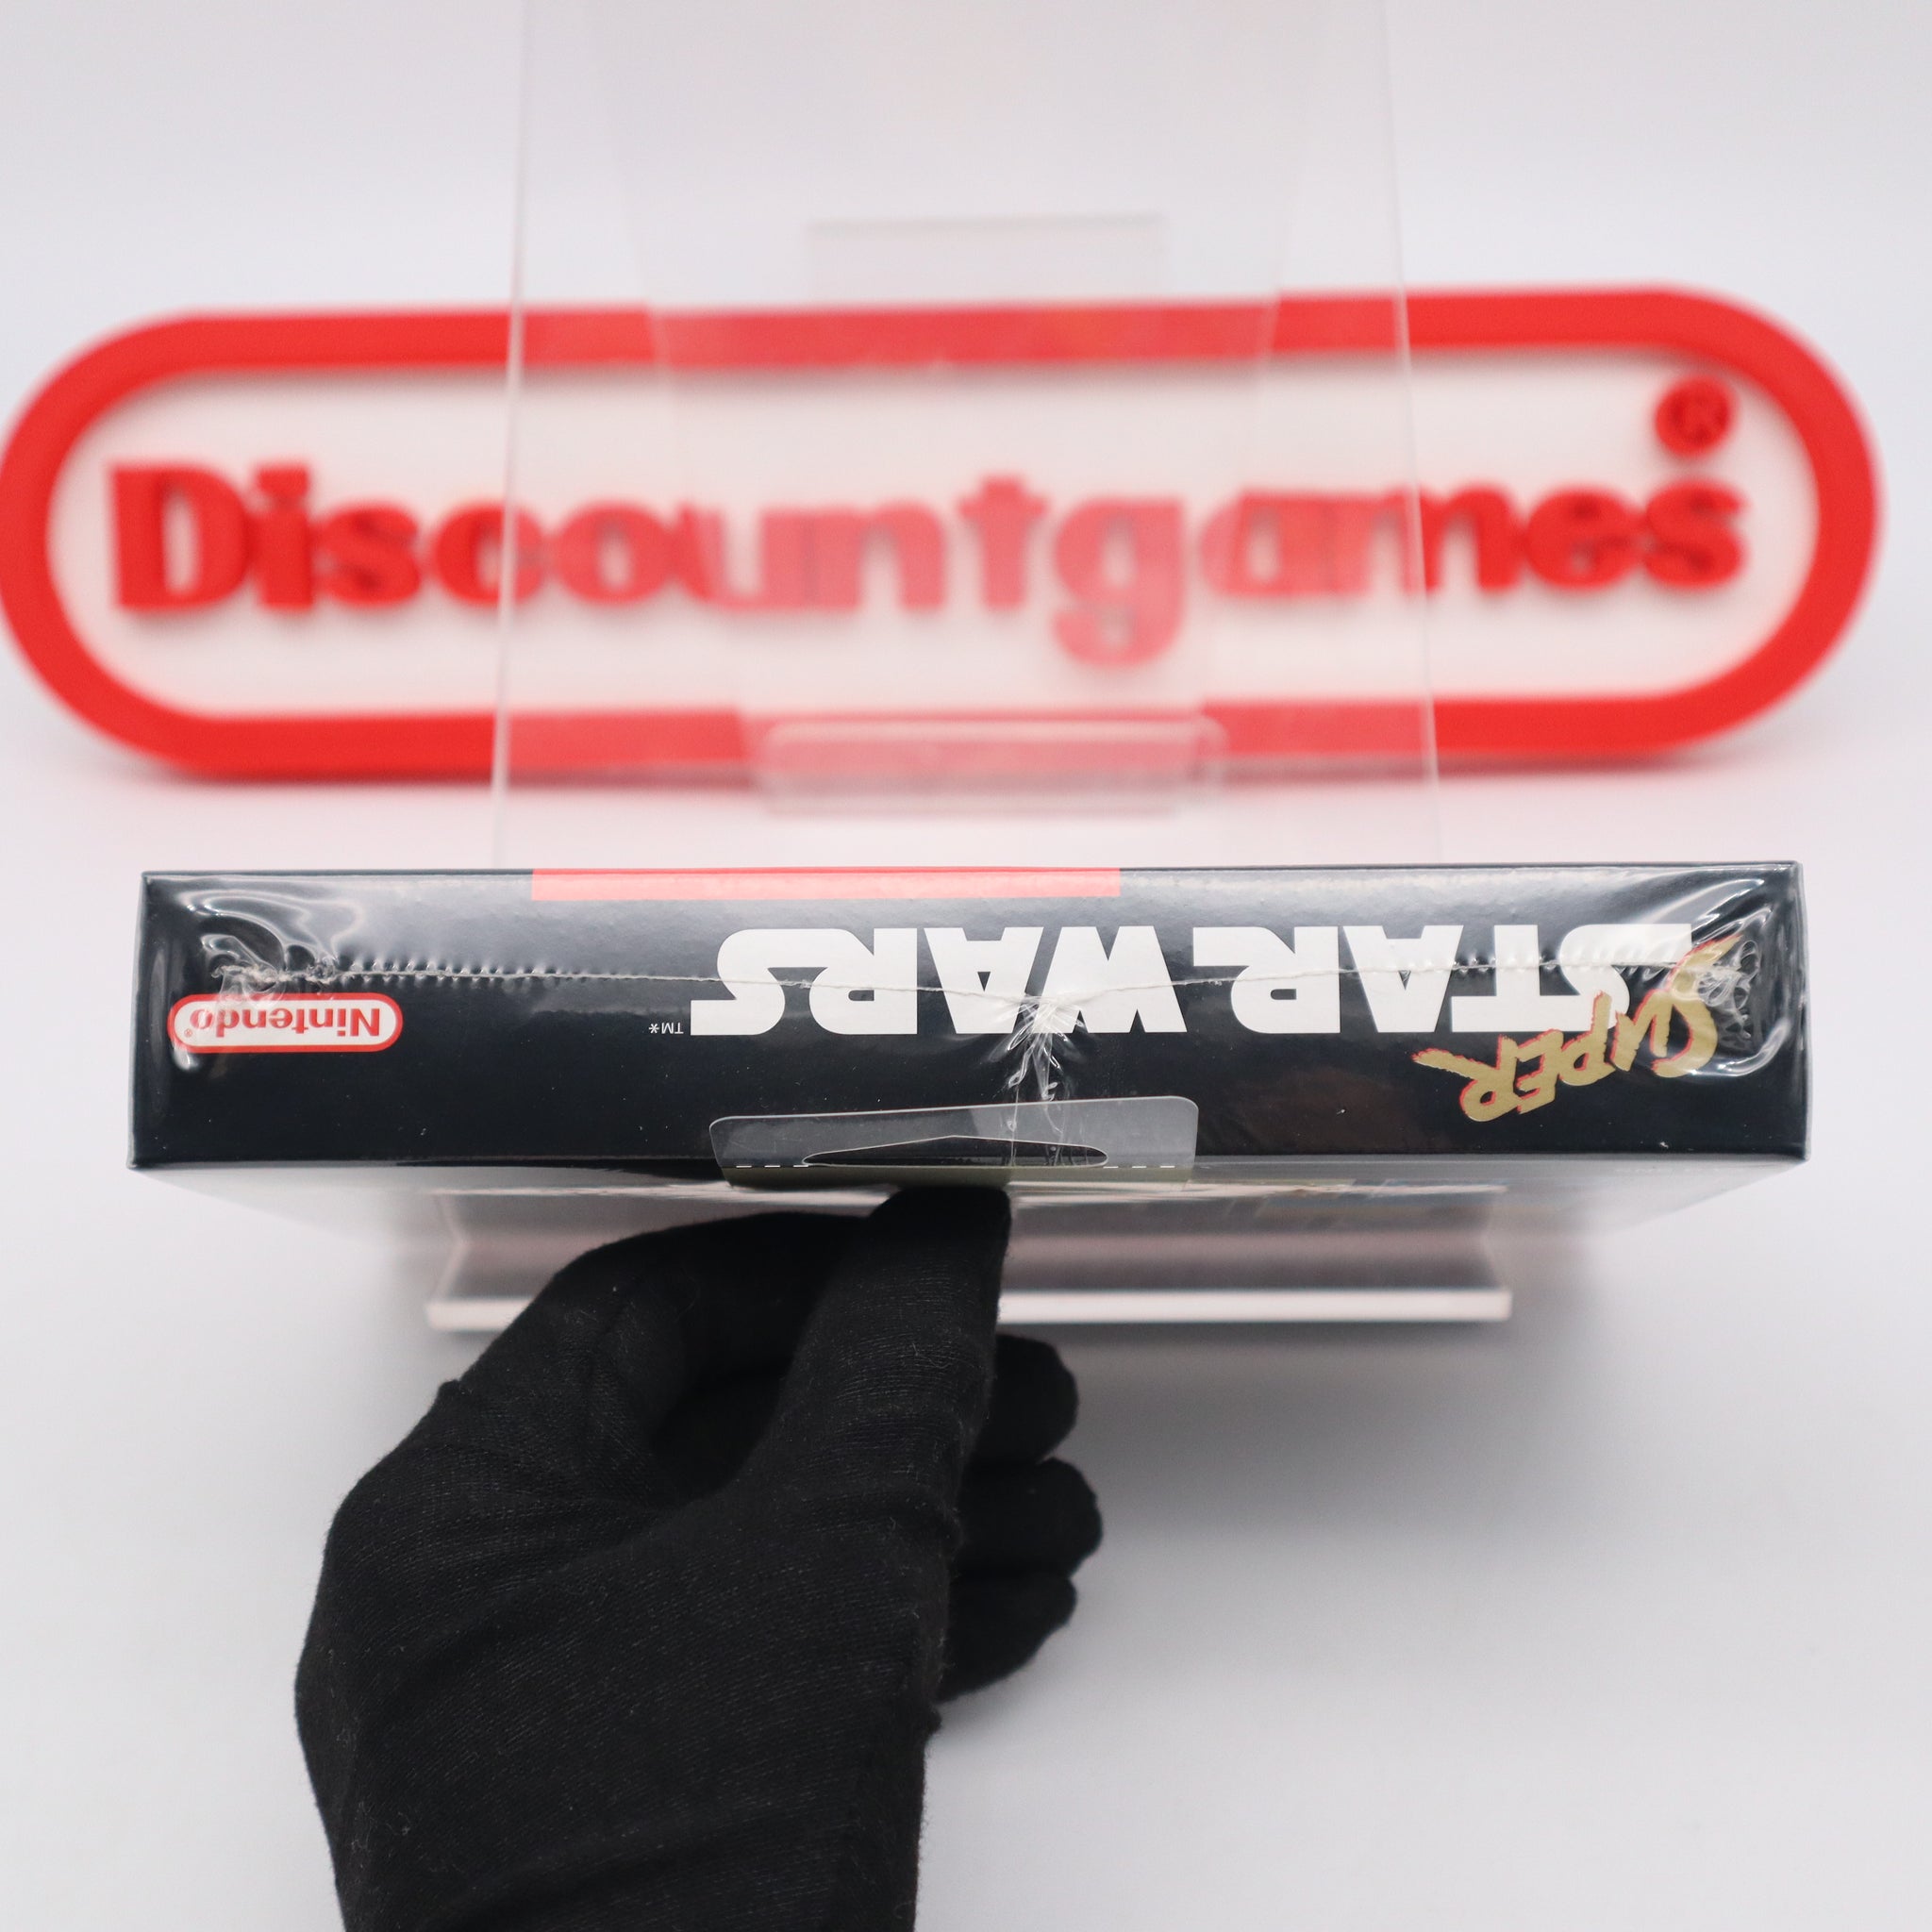 Discountgames®
SUPER
STAR WARS
™*
Nintendo®